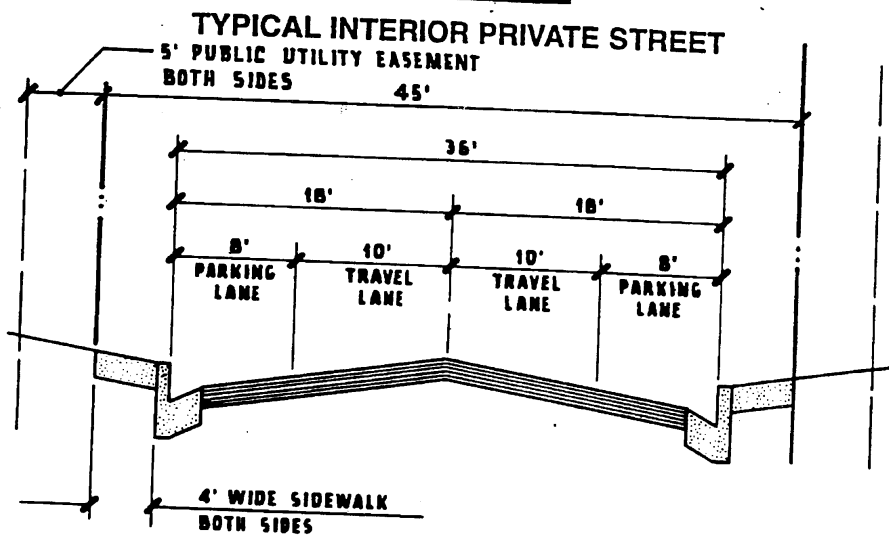 TYPICAL INTERIOR PRIVATE STREET
5' PUBLIC UTILITY EASEMENT
BOTH SIDES
45'
36'
18' 18'
8' 10' 10' 8'
PARKING TRAVEL TRAVEL PARKING
LANE LANE LANE LANE
4' WIDE SIDEWALK
BOTH SIDES